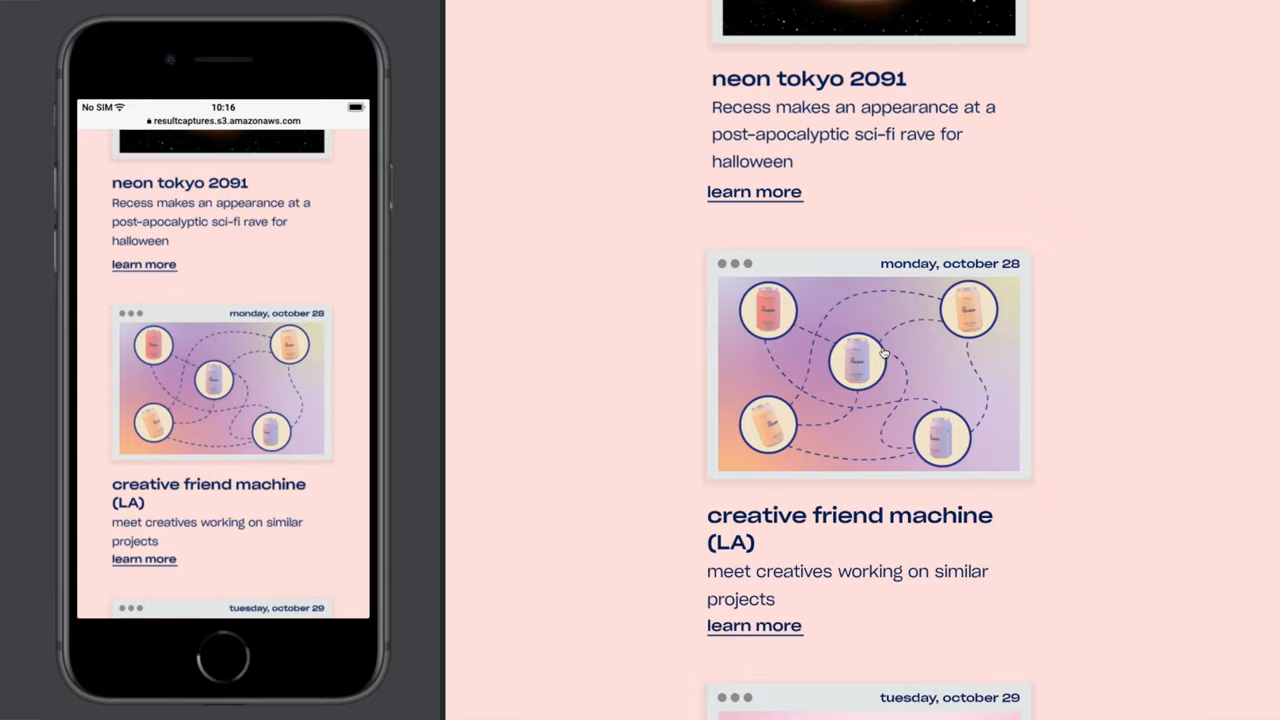 No SIM
10:16
resultcaptures.s3.amazonaws.com
neon tokyo 2091
Recess makes an appearance at a
post-apocalyptic sci-fi rave for
halloween
learn more
monday, october 28
creative friend machine
(LA)
meet creatives working on similar
projects
learn more
tuesday, october 29
neon tokyo 2091
Recess makes an appearance at a
post-apocalyptic sci-fi rave for
halloween
learn more
monday, october 28
Recess
creative friend machine
(LA)
meet creatives working on similar
projects
learn more
tuesday, october 29